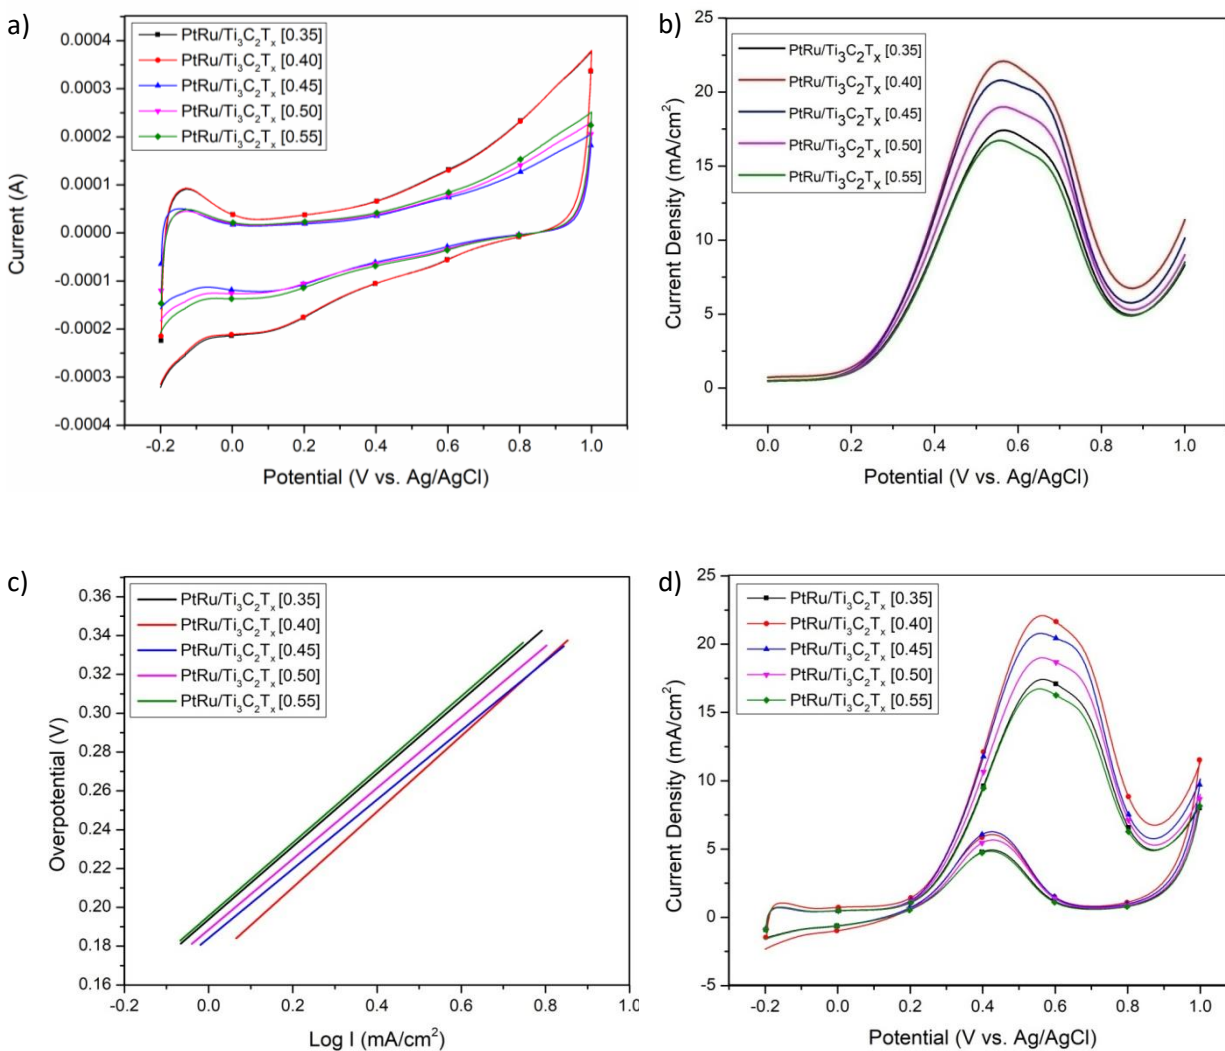 a)
0.0004
0.0003
0.0002
0.0001
0.0000
-0.0001
-0.0002
-0.0003
-0.0004
Current (A)
PtRu/Ti3C2Tx [0.35]
PtRu/Ti3C2Tx [0.40]
PtRu/Ti3C2Tx [0.45]
PtRu/Ti3C2Tx [0.50]
PtRu/Ti3C2Tx [0.55]
-0.2 0.0 0.2 0.4 0.6 0.8 1.0
Potential (V vs. Ag/AgCl)
b)
25
20
15
10
5
0
Current Density (mA/cm²)
PtRu/Ti3C2Tx [0.35]
PtRu/Ti3C2Tx [0.40]
PtRu/Ti3C2Tx [0.45]
PtRu/Ti3C2Tx [0.50]
PtRu/Ti3C2Tx [0.55]
0.0 0.2 0.4 0.6 0.8 1.0
Potential (V vs. Ag/AgCl)
c)
0.36
0.34
0.32
0.30
0.28
0.26
0.24
0.22
0.20
0.18
0.16
Overpotential (V)
PtRu/Ti3C2Tx [0.35]
PtRu/Ti3C2Tx [0.40]
PtRu/Ti3C2Tx [0.45]
PtRu/Ti3C2Tx [0.50]
PtRu/Ti3C2Tx [0.55]
-0.2 0.0 0.2 0.4 0.6 0.8 1.0
Log I (mA/cm²)
d)
25
20
15
10
5
0
-5
Current Density (mA/cm²)
PtRu/Ti3C2Tx [0.35]
PtRu/Ti3C2Tx [0.40]
PtRu/Ti3C2Tx [0.45]
PtRu/Ti3C2Tx [0.50]
PtRu/Ti3C2Tx [0.55]
-0.2 0.0 0.2 0.4 0.6 0.8 1.0
Potential (V vs. Ag/AgCl)